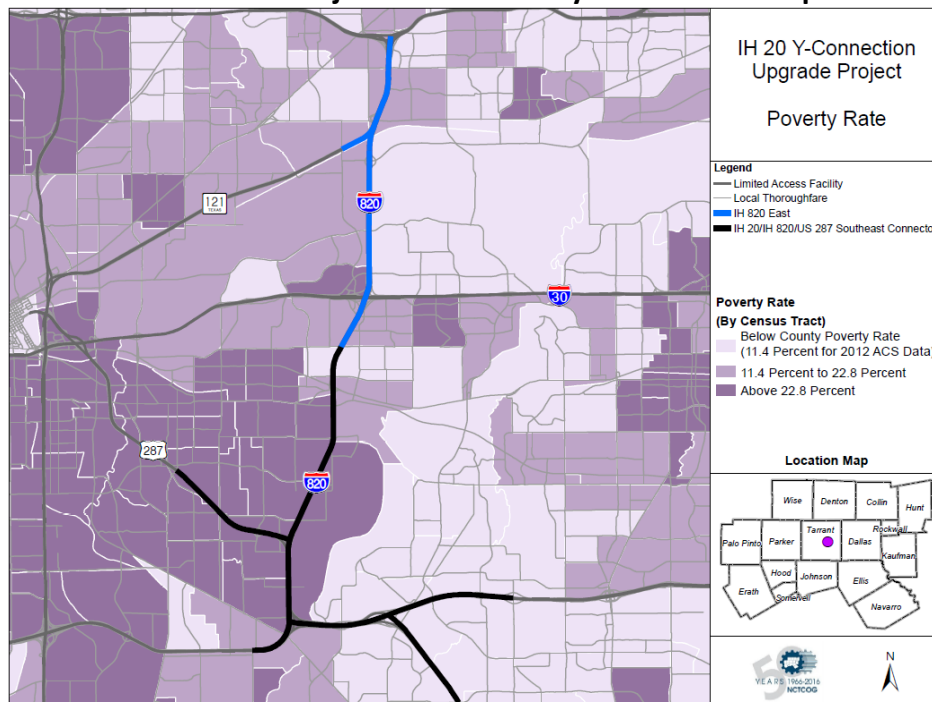 IH 20 Y-Connection
Upgrade Project
Poverty Rate
Legend
Limited Access Facility
Local Thoroughfare
IH 820 East
IH 20/IH 820/US 287 Southeast Connecto
Poverty Rate
(By Census Tract)
Below County Poverty Rate
(11.4 Percent for 2012 ACS Data)
11.4 Percent to 22.8 Percent
Above 22.8 Percent
121
TEXAS
820
30
287
820
Location Map
Wise
Denton
Collin
Hunt
Palo Pinto
Parker
Tarrant
Dallas
Rockwall
Kaufman
Erath
Hood
Somervell
Johnson
Ellis
Navarro
50
YEARS 1966-2016
NCTCOG
N